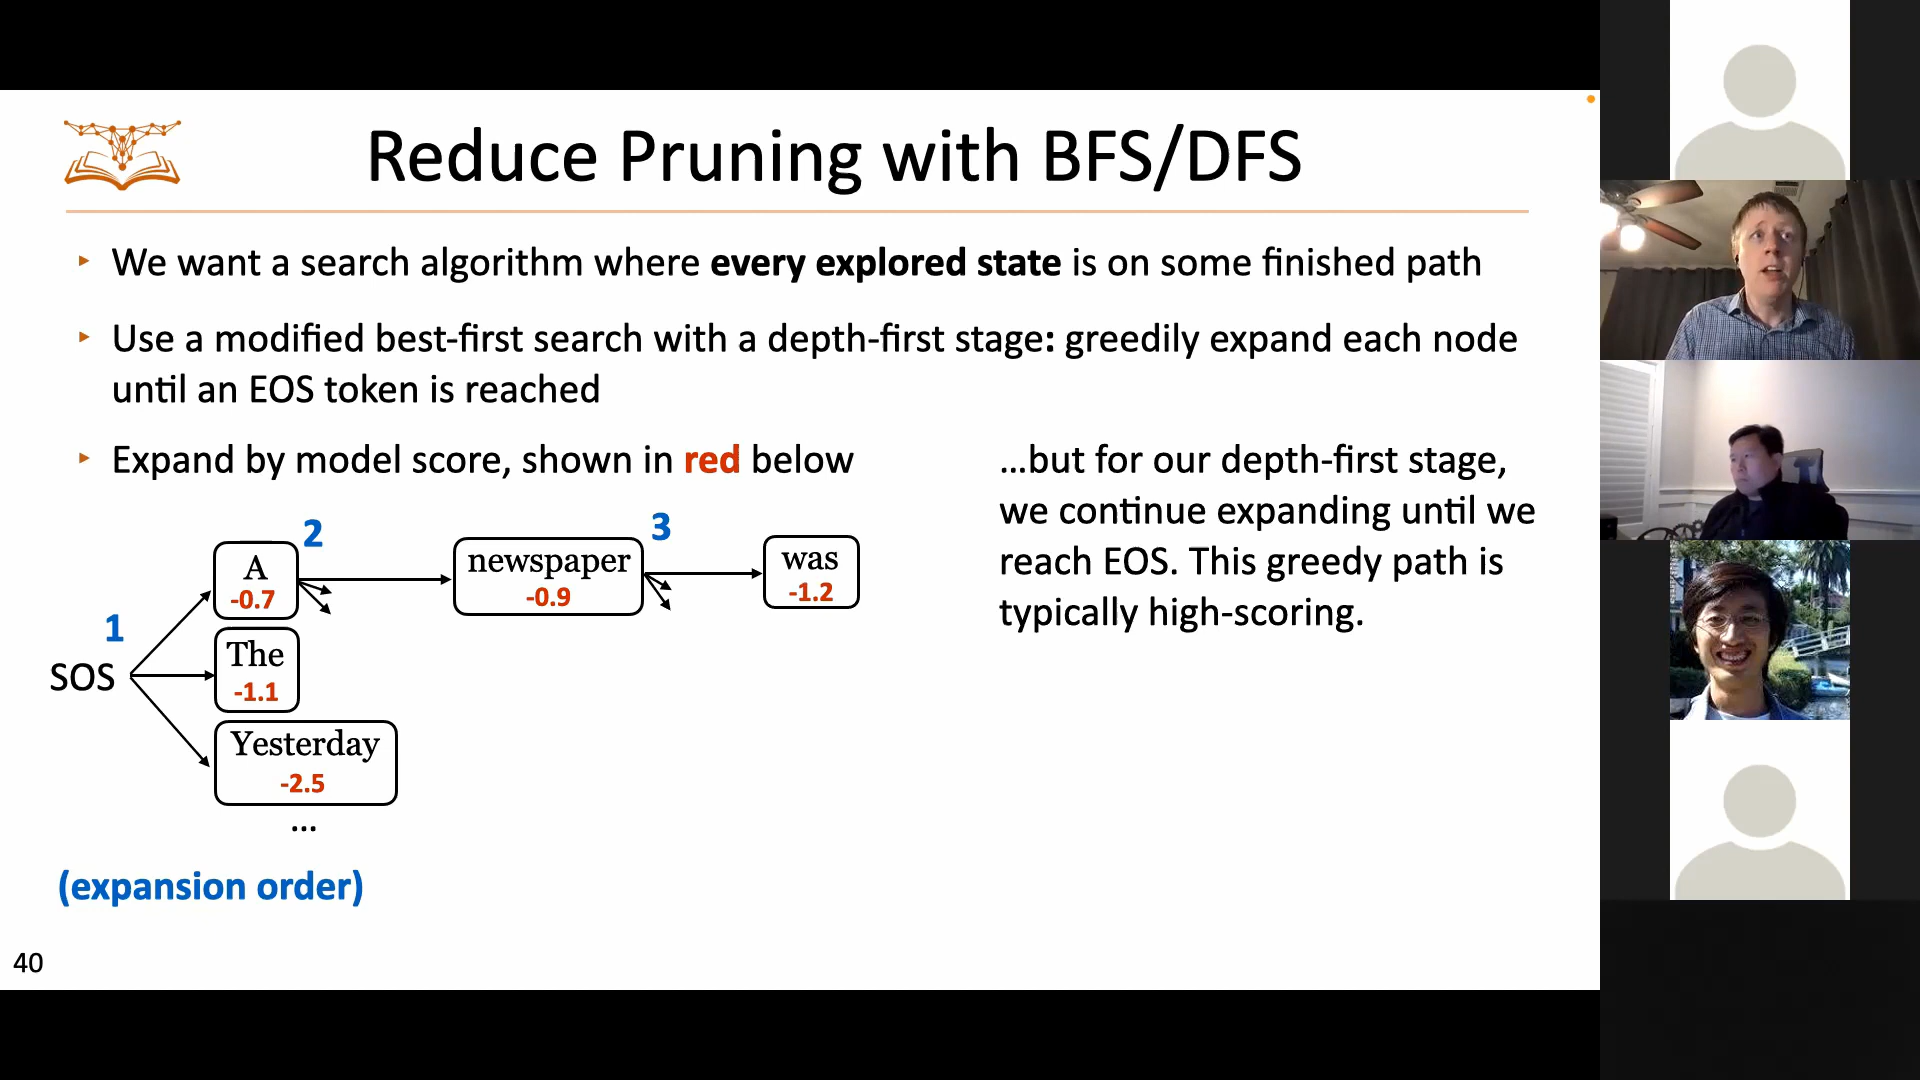 Reduce Pruning with BFS/DFS
‣ We want a search algorithm where every explored state is on some finished path
‣ Use a modified best-first search with a depth-first stage: greedily expand each node
until an EOS token is reached
‣ Expand by model score, shown in red below
...but for our depth-first stage,
we continue expanding until we
reach EOS. This greedy path is
typically high-scoring.
1
SOS
A
-0.7
2
newspaper
-0.9
3
was
-1.2
The
-1.1
Yesterday
-2.5
...
(expansion order)
40